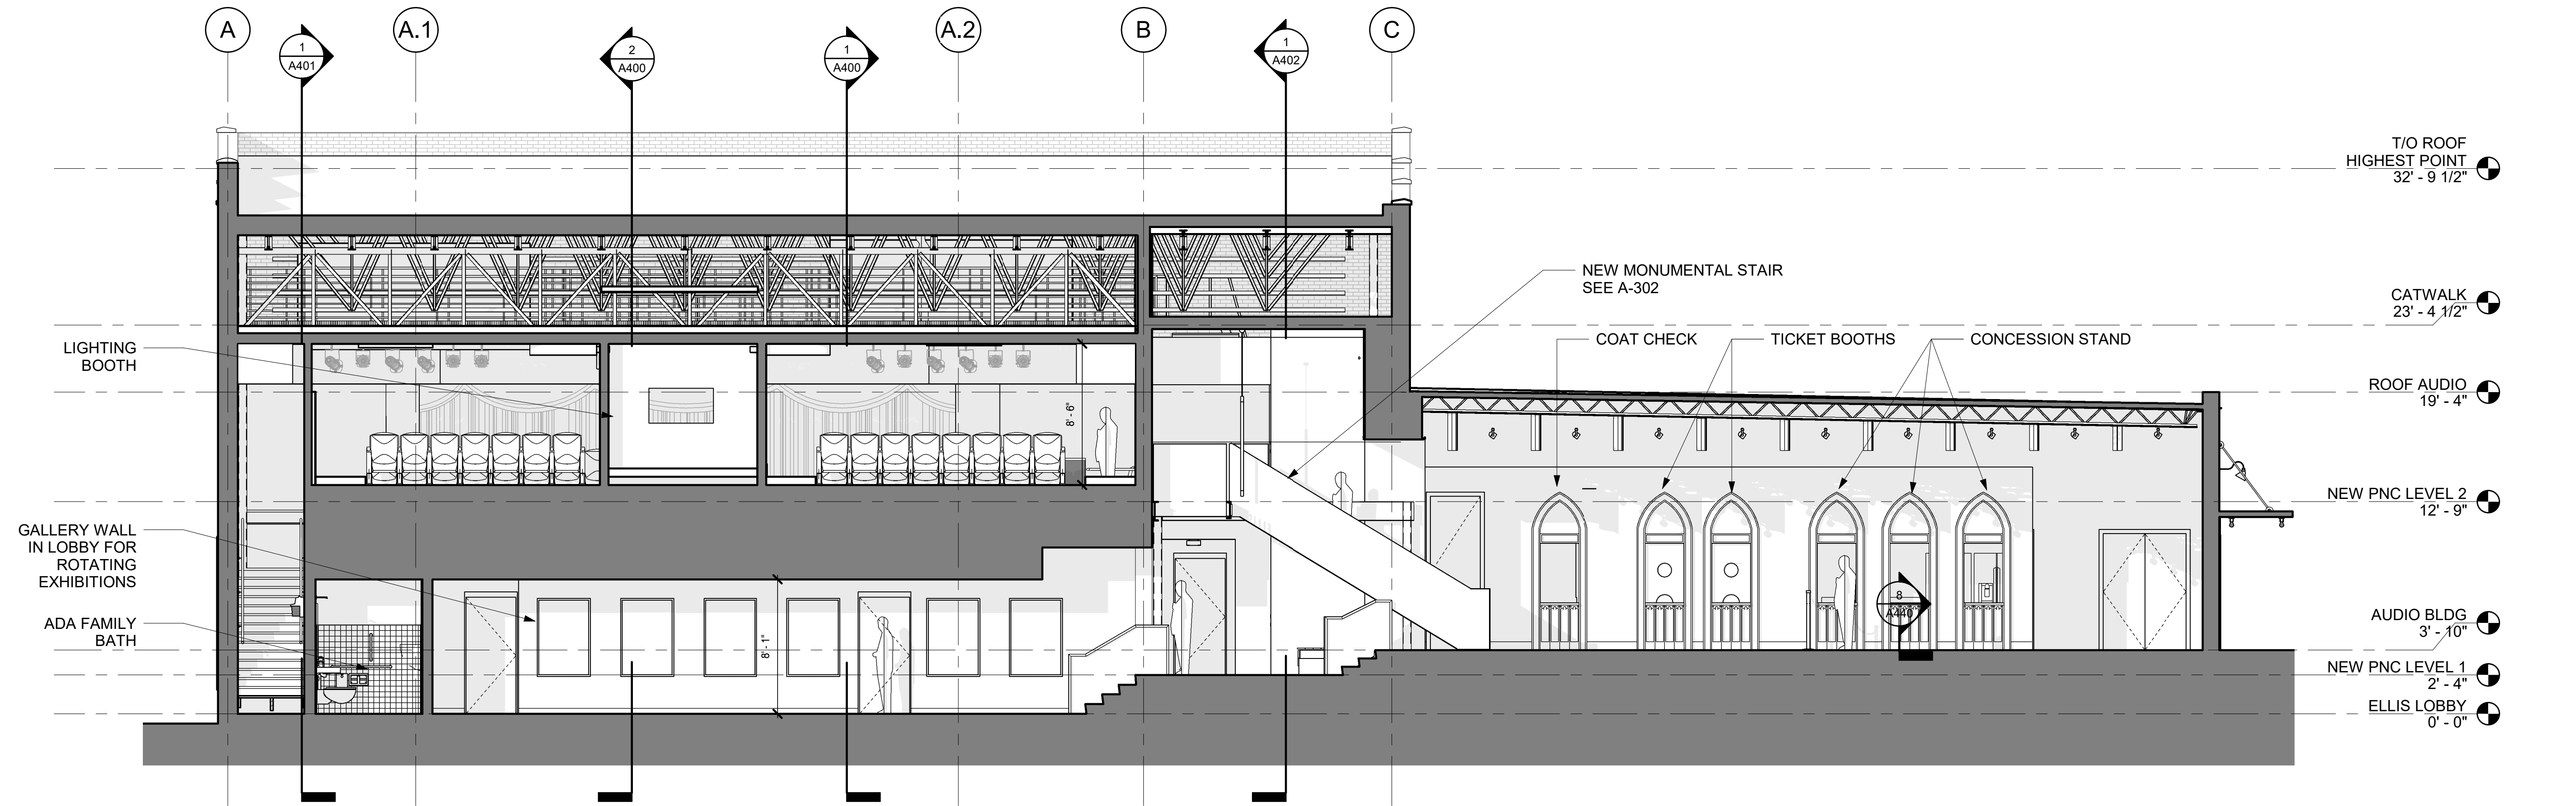 A
A.1
A.2
B
C
1
A401
2
A400
1
A400
1
A402
T/O ROOF
HIGHEST POINT
32' - 9 1/2"
NEW MONUMENTAL STAIR
SEE A-302
CATWALK
23' - 4 1/2"
LIGHTING
BOOTH
COAT CHECK
TICKET BOOTHS
CONCESSION STAND
ROOF AUDIO
19' - 4"
8' - 6"
NEW PNC LEVEL 2
12' - 9"
GALLERY WALL
IN LOBBY FOR
ROTATING
EXHIBITIONS
8
A440
ADA FAMILY
BATH
8' - 1"
AUDIO BLDG
3' - 10"
NEW PNC LEVEL 1
2' - 4"
ELLIS LOBBY
0' - 0"